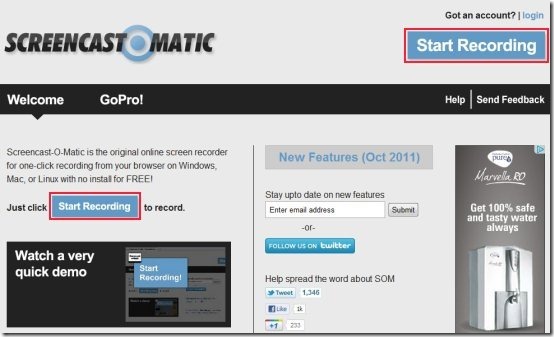 Got an account? | login
SCREENCAST O MATIC
Start Recording
Welcome GoPro! Help | Send Feedback
Screencast-O-Matic is the original online screen recorder
for one-click recording from your browser on Windows,
Mac, or Linux with no install for FREE!
Just click Start Recording to record.
Watch a very
quick demo
Start
Recording!
New Features (Oct 2011)
Stay upto date on new features
Enter email address Submit
-or-
FOLLOW US ON twitter
Help spread the word about SOM
Tweet 1,346
Like 1k
+1 233
pureit
Marvella RO
Get 100% safe
and tasty water
always